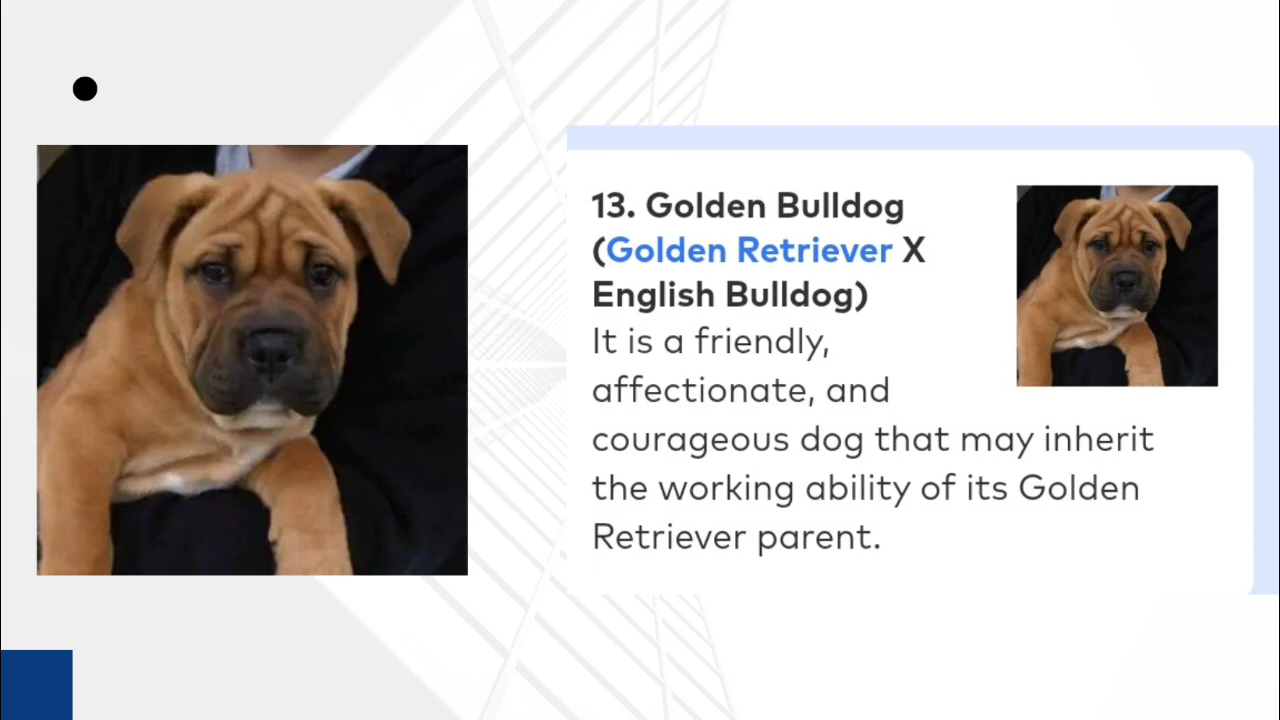 13. Golden Bulldog
(Golden Retriever X
English Bulldog)
It is a friendly,
affectionate, and
courageous dog that may inherit
the working ability of its Golden
Retriever parent.